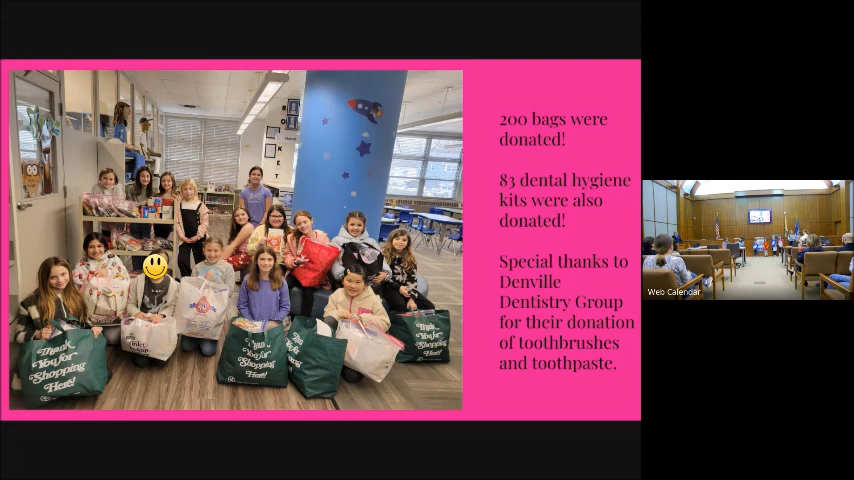 200 bags were
donated!
83 dental hygiene
kits were also
donated!
Special thanks to
Denville
Dentistry Group
for their donation
of toothbrushes
and toothpaste.
Thank
You for
Shopping
Here!
Thank
You for
Shopping
Here!
Thank
You for
Shopping
Here!
Web Calendar